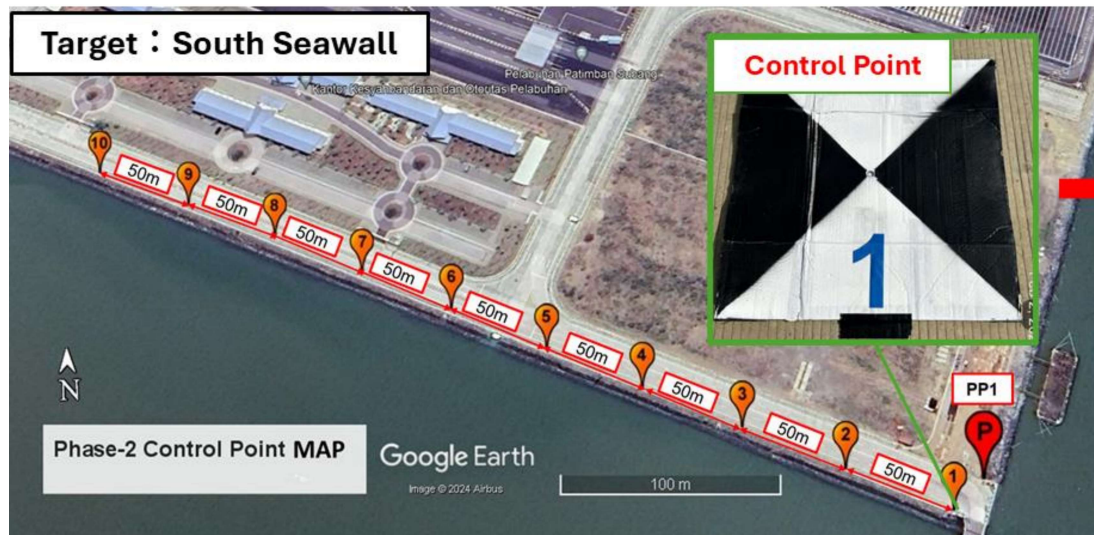 Target：South Seawall
Control Point
Perabuhan Patimban Subang
Kantor Kesyahbandaran dan Otoritas Pelabuhan ...
1
10
50m
9
50m
8
50m
7
50m
6
50m
5
50m
4
50m
3
50m
2
50m
1
PP1
P
N
Phase-2 Control Point MAP
Google Earth
Image © 2024 Airbus
100 m